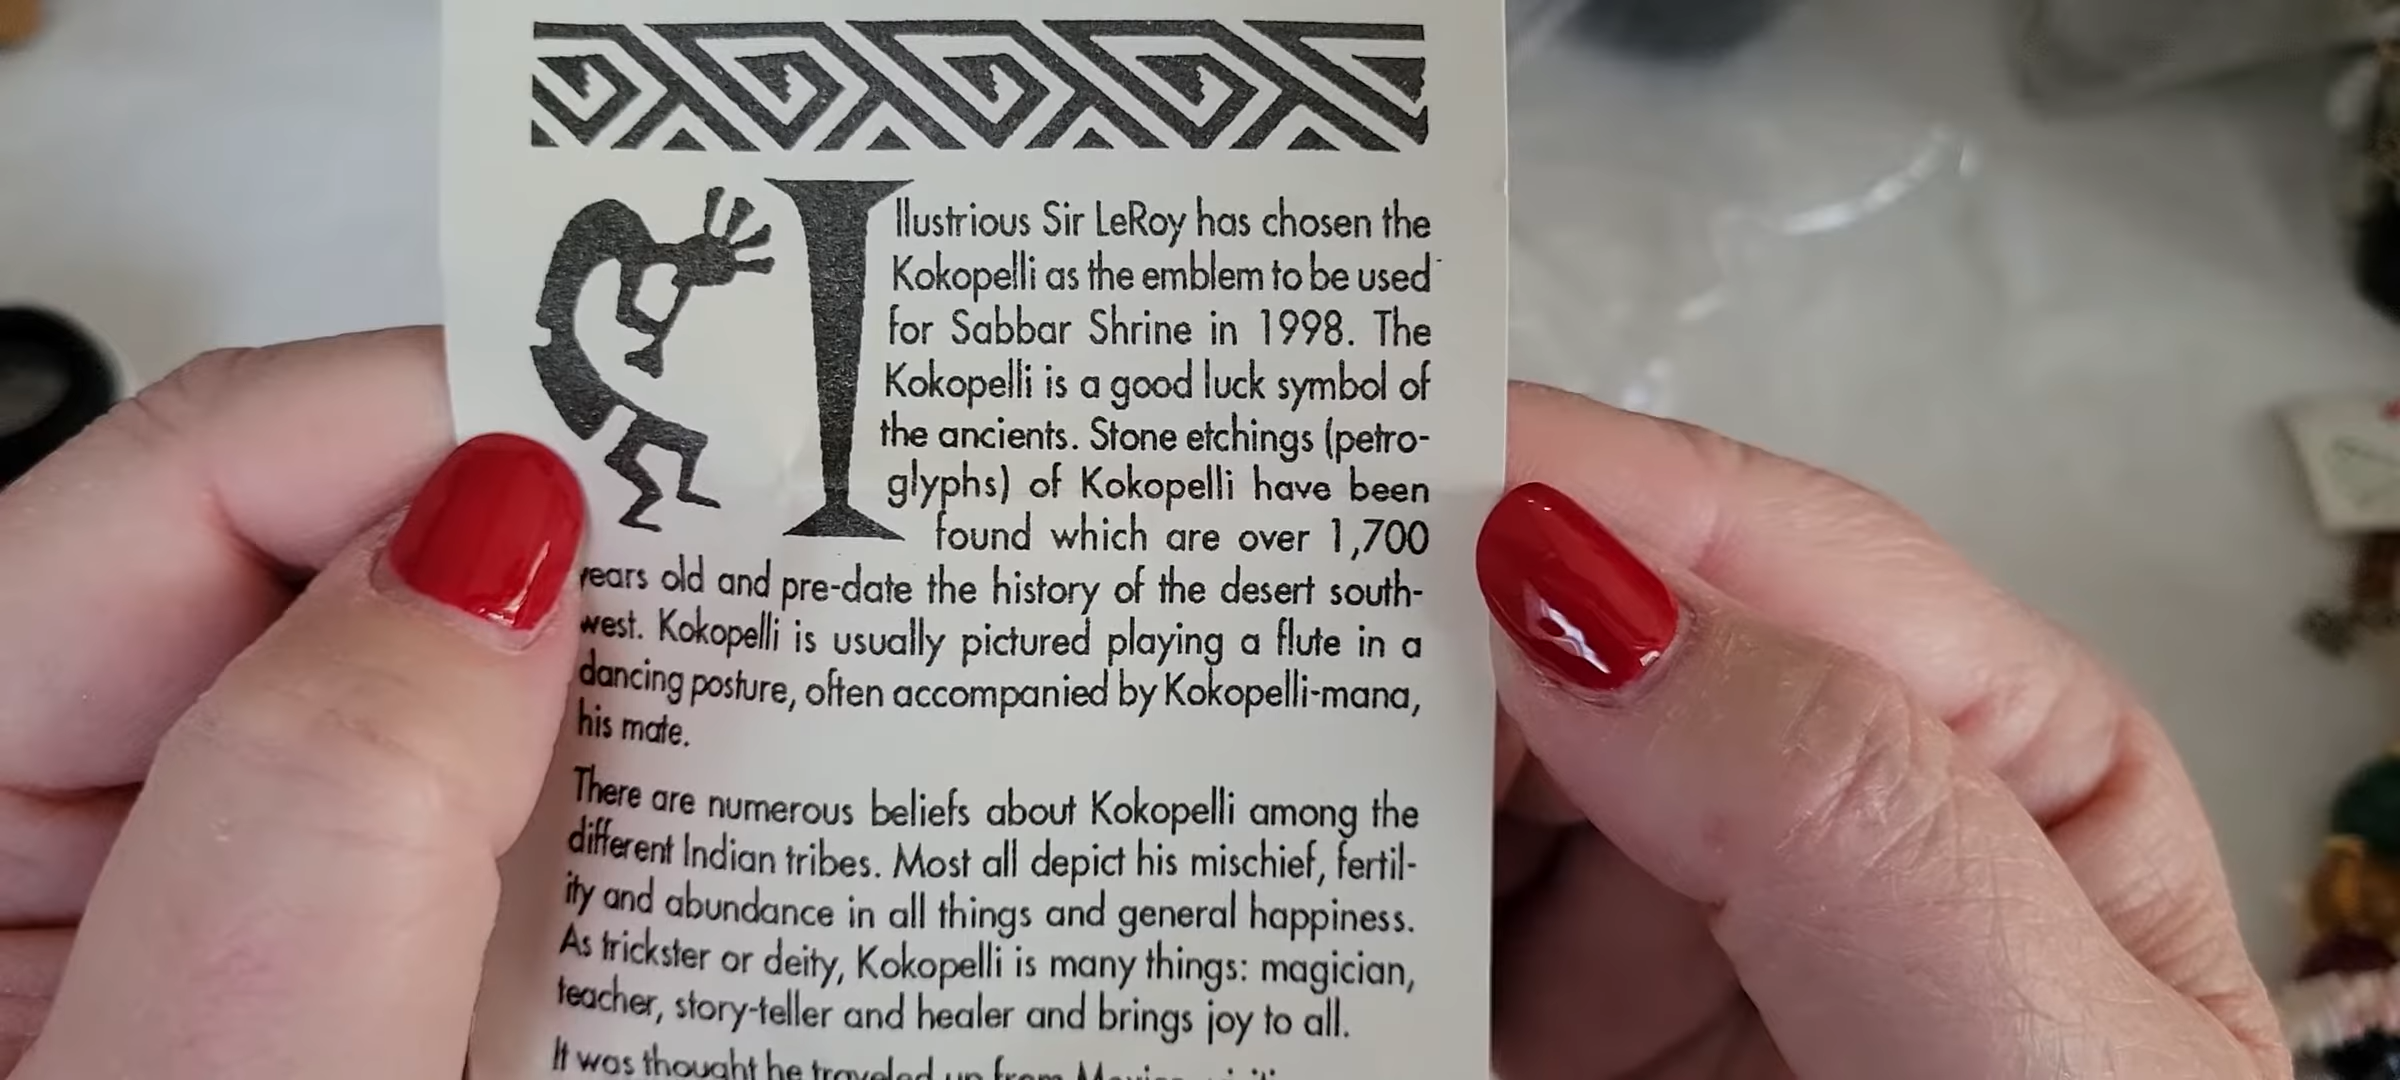 Illustrious Sir LeRoy has chosen the
Kokopelli as the emblem to be used
for Sabbar Shrine in 1998. The
Kokopelli is a good luck symbol of
the ancients. Stone etchings (petro-
glyphs) of Kokopelli have been
found which are over 1,700
years old and pre-date the history of the desert south-
west. Kokopelli is usually pictured playing a flute in a
dancing posture, often accompanied by Kokopelli-mana,
his mate.
There are numerous beliefs about Kokopelli among the
different Indian tribes. Most all depict his mischief, fertil-
ity and abundance in all things and general happiness.
As trickster or deity, Kokopelli is many things: magician,
teacher, story-teller and healer and brings joy to all.
It was thought he traveled up from Mexico